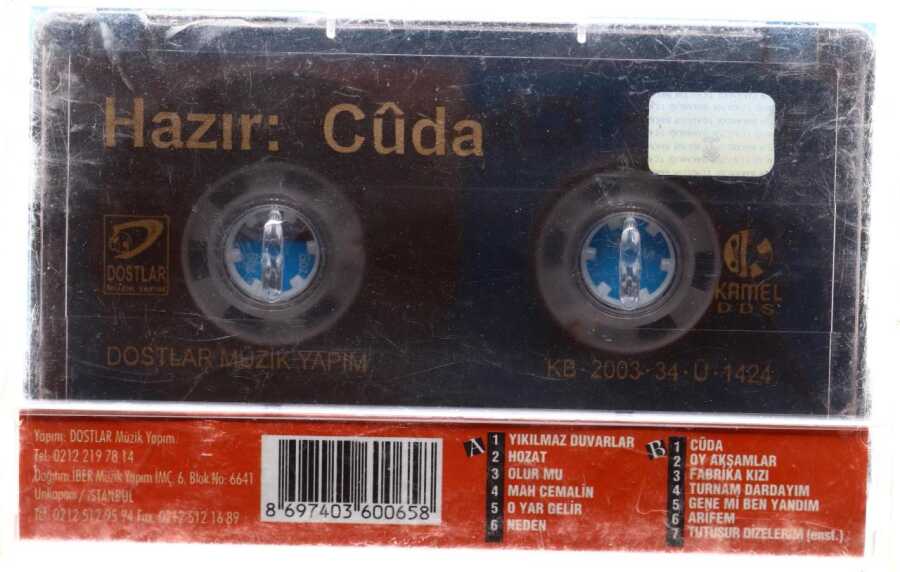 Hazır: Cûda
DOSTLAR
MÜZİK YAPIM
KAMEL
DDS
DOSTLAR MÜZİK YAPIM
KB · 2003 · 34 · Ü · 1424
Yapım: DOSTLAR Müzik Yapım
Tel. 0212 219 78 14
Dağıtım İBER Müzik Yapım İMÇ. 6. Blok No: 6641
Unkapanı / İSTANBUL
Tel. 0212 512 95 94 Fax. 0212 512 16 89
8 697403 600658
A
1 YIKILMAZ DUVARLAR
2 HOZAT
3 OLUR MU
4 MAH CEMALİN
5 O YAR GELİR
6 NEDEN
B
1 CÛDA
2 OY AKŞAMLAR
3 FABRİKA KIZI
4 TURNAM DARDAYIM
5 GENE Mİ BEN YANDIM
6 ARİFEM
7 TUTUŞUR DİZELERİM (enst.)